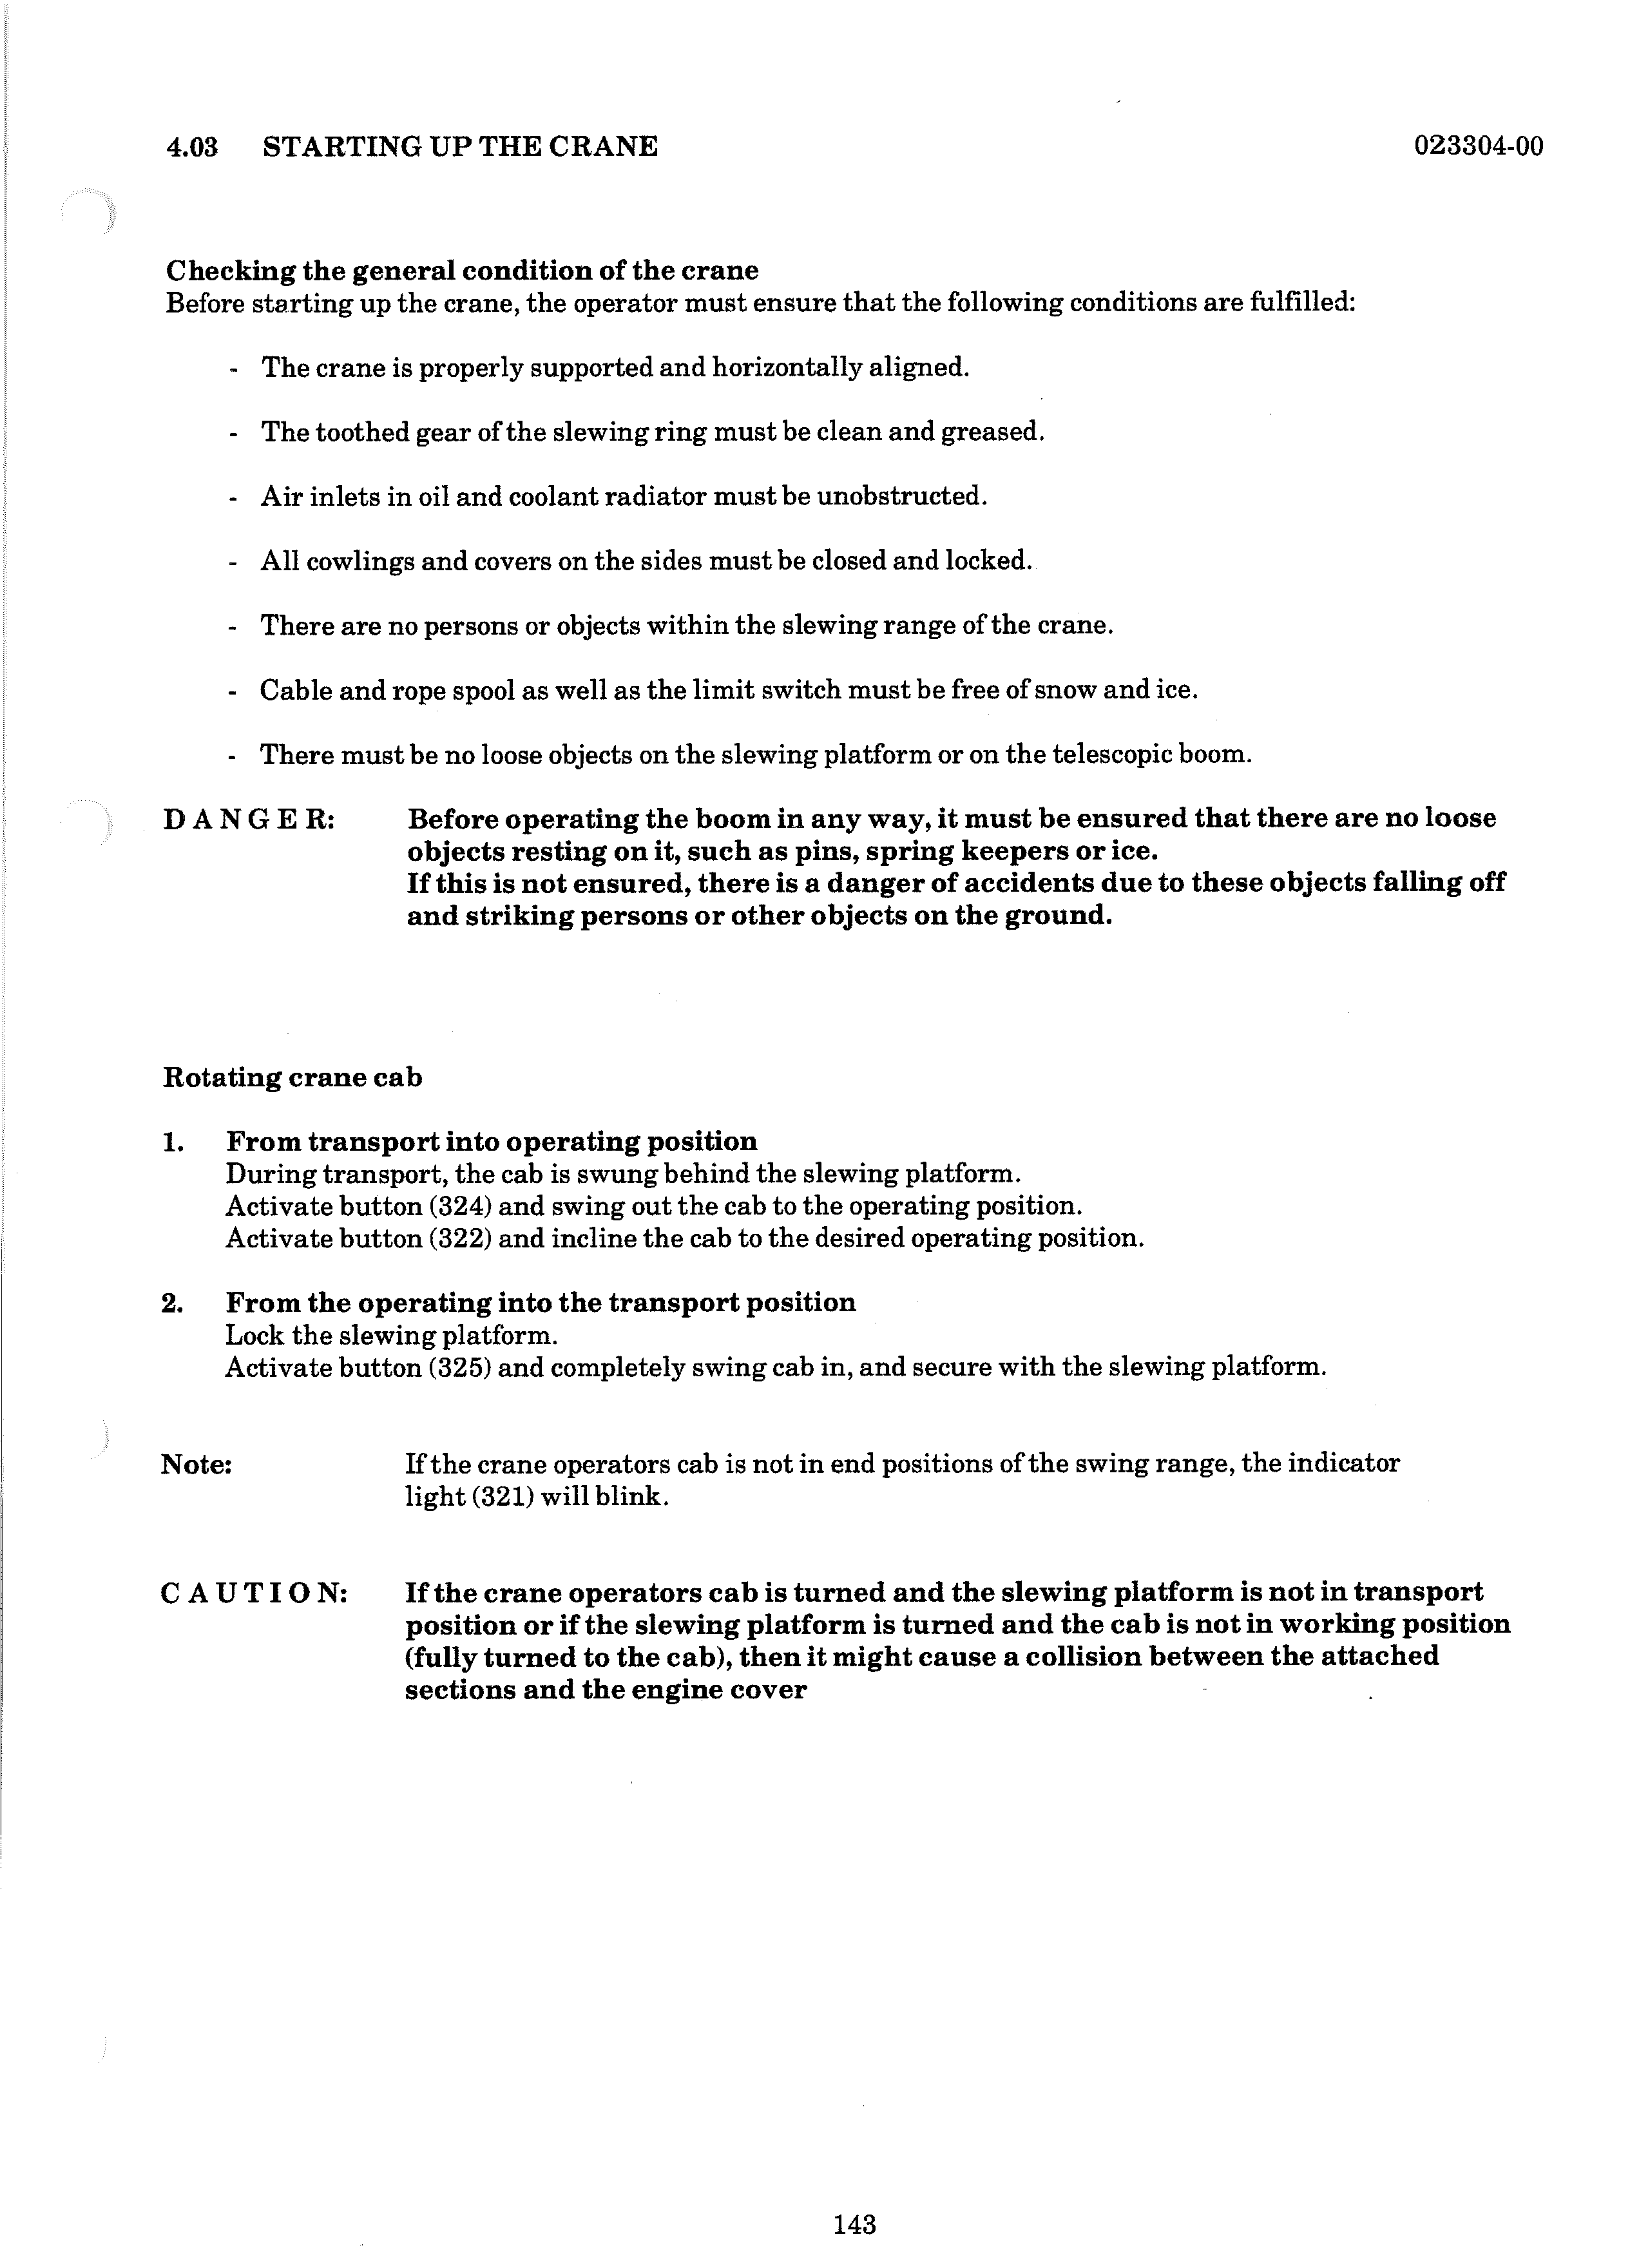 4.03 STARTING UP THE CRANE 023304-00
Checking the general condition of the crane
Before starting up the crane, the operator must ensure that the following conditions are fulfilled:
- The crane is properly supported and horizontally aligned.
- The toothed gear of the slewing ring must be clean and greased.
- Air inlets in oil and coolant radiator must be unobstructed.
- All cowlings and covers on the sides must be closed and locked.
- There are no persons or objects within the slewing range of the crane.
- Cable and rope spool as well as the limit switch must be free of snow and ice.
- There must be no loose objects on the slewing platform or on the telescopic boom.
D A N G E R: Before operating the boom in any way, it must be ensured that there are no loose
objects resting on it, such as pins, spring keepers or ice.
If this is not ensured, there is a danger of accidents due to these objects falling off
and striking persons or other objects on the ground.
Rotating crane cab
1. From transport into operating position
During transport, the cab is swung behind the slewing platform.
Activate button (324) and swing out the cab to the operating position.
Activate button (322) and incline the cab to the desired operating position.
2. From the operating into the transport position
Lock the slewing platform.
Activate button (325) and completely swing cab in, and secure with the slewing platform.
Note: If the crane operators cab is not in end positions of the swing range, the indicator
light (321) will blink.
C A U T I O N: If the crane operators cab is turned and the slewing platform is not in transport
position or if the slewing platform is turned and the cab is not in working position
(fully turned to the cab), then it might cause a collision between the attached
sections and the engine cover
143